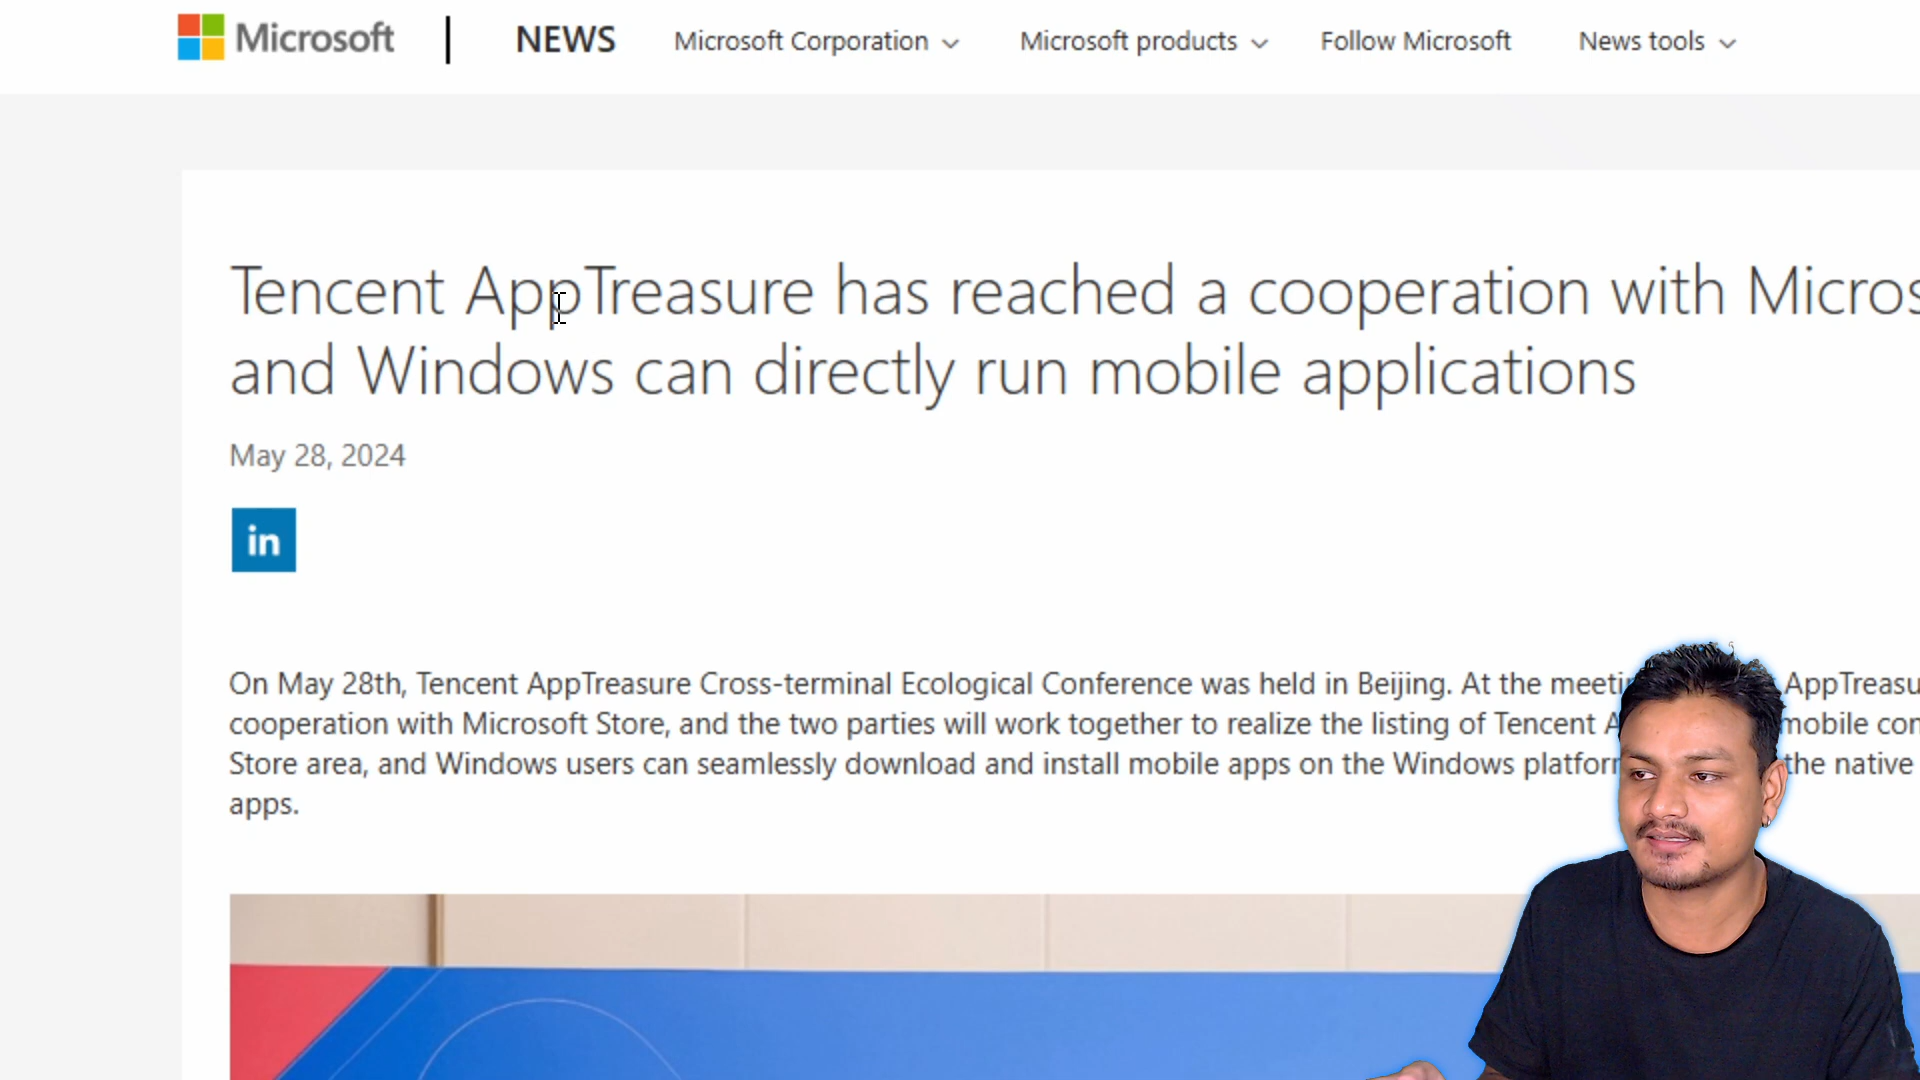 Microsoft | NEWS Microsoft Corporation Microsoft products Follow Microsoft News tools
Tencent AppTreasure has reached a cooperation with Micros
and Windows can directly run mobile applications
May 28, 2024
in
On May 28th, Tencent AppTreasure Cross-terminal Ecological Conference was held in Beijing. At the meeti AppTreasu
cooperation with Microsoft Store, and the two parties will work together to realize the listing of Tencent A mobile con
Store area, and Windows users can seamlessly download and install mobile apps on the Windows platform the native
apps.